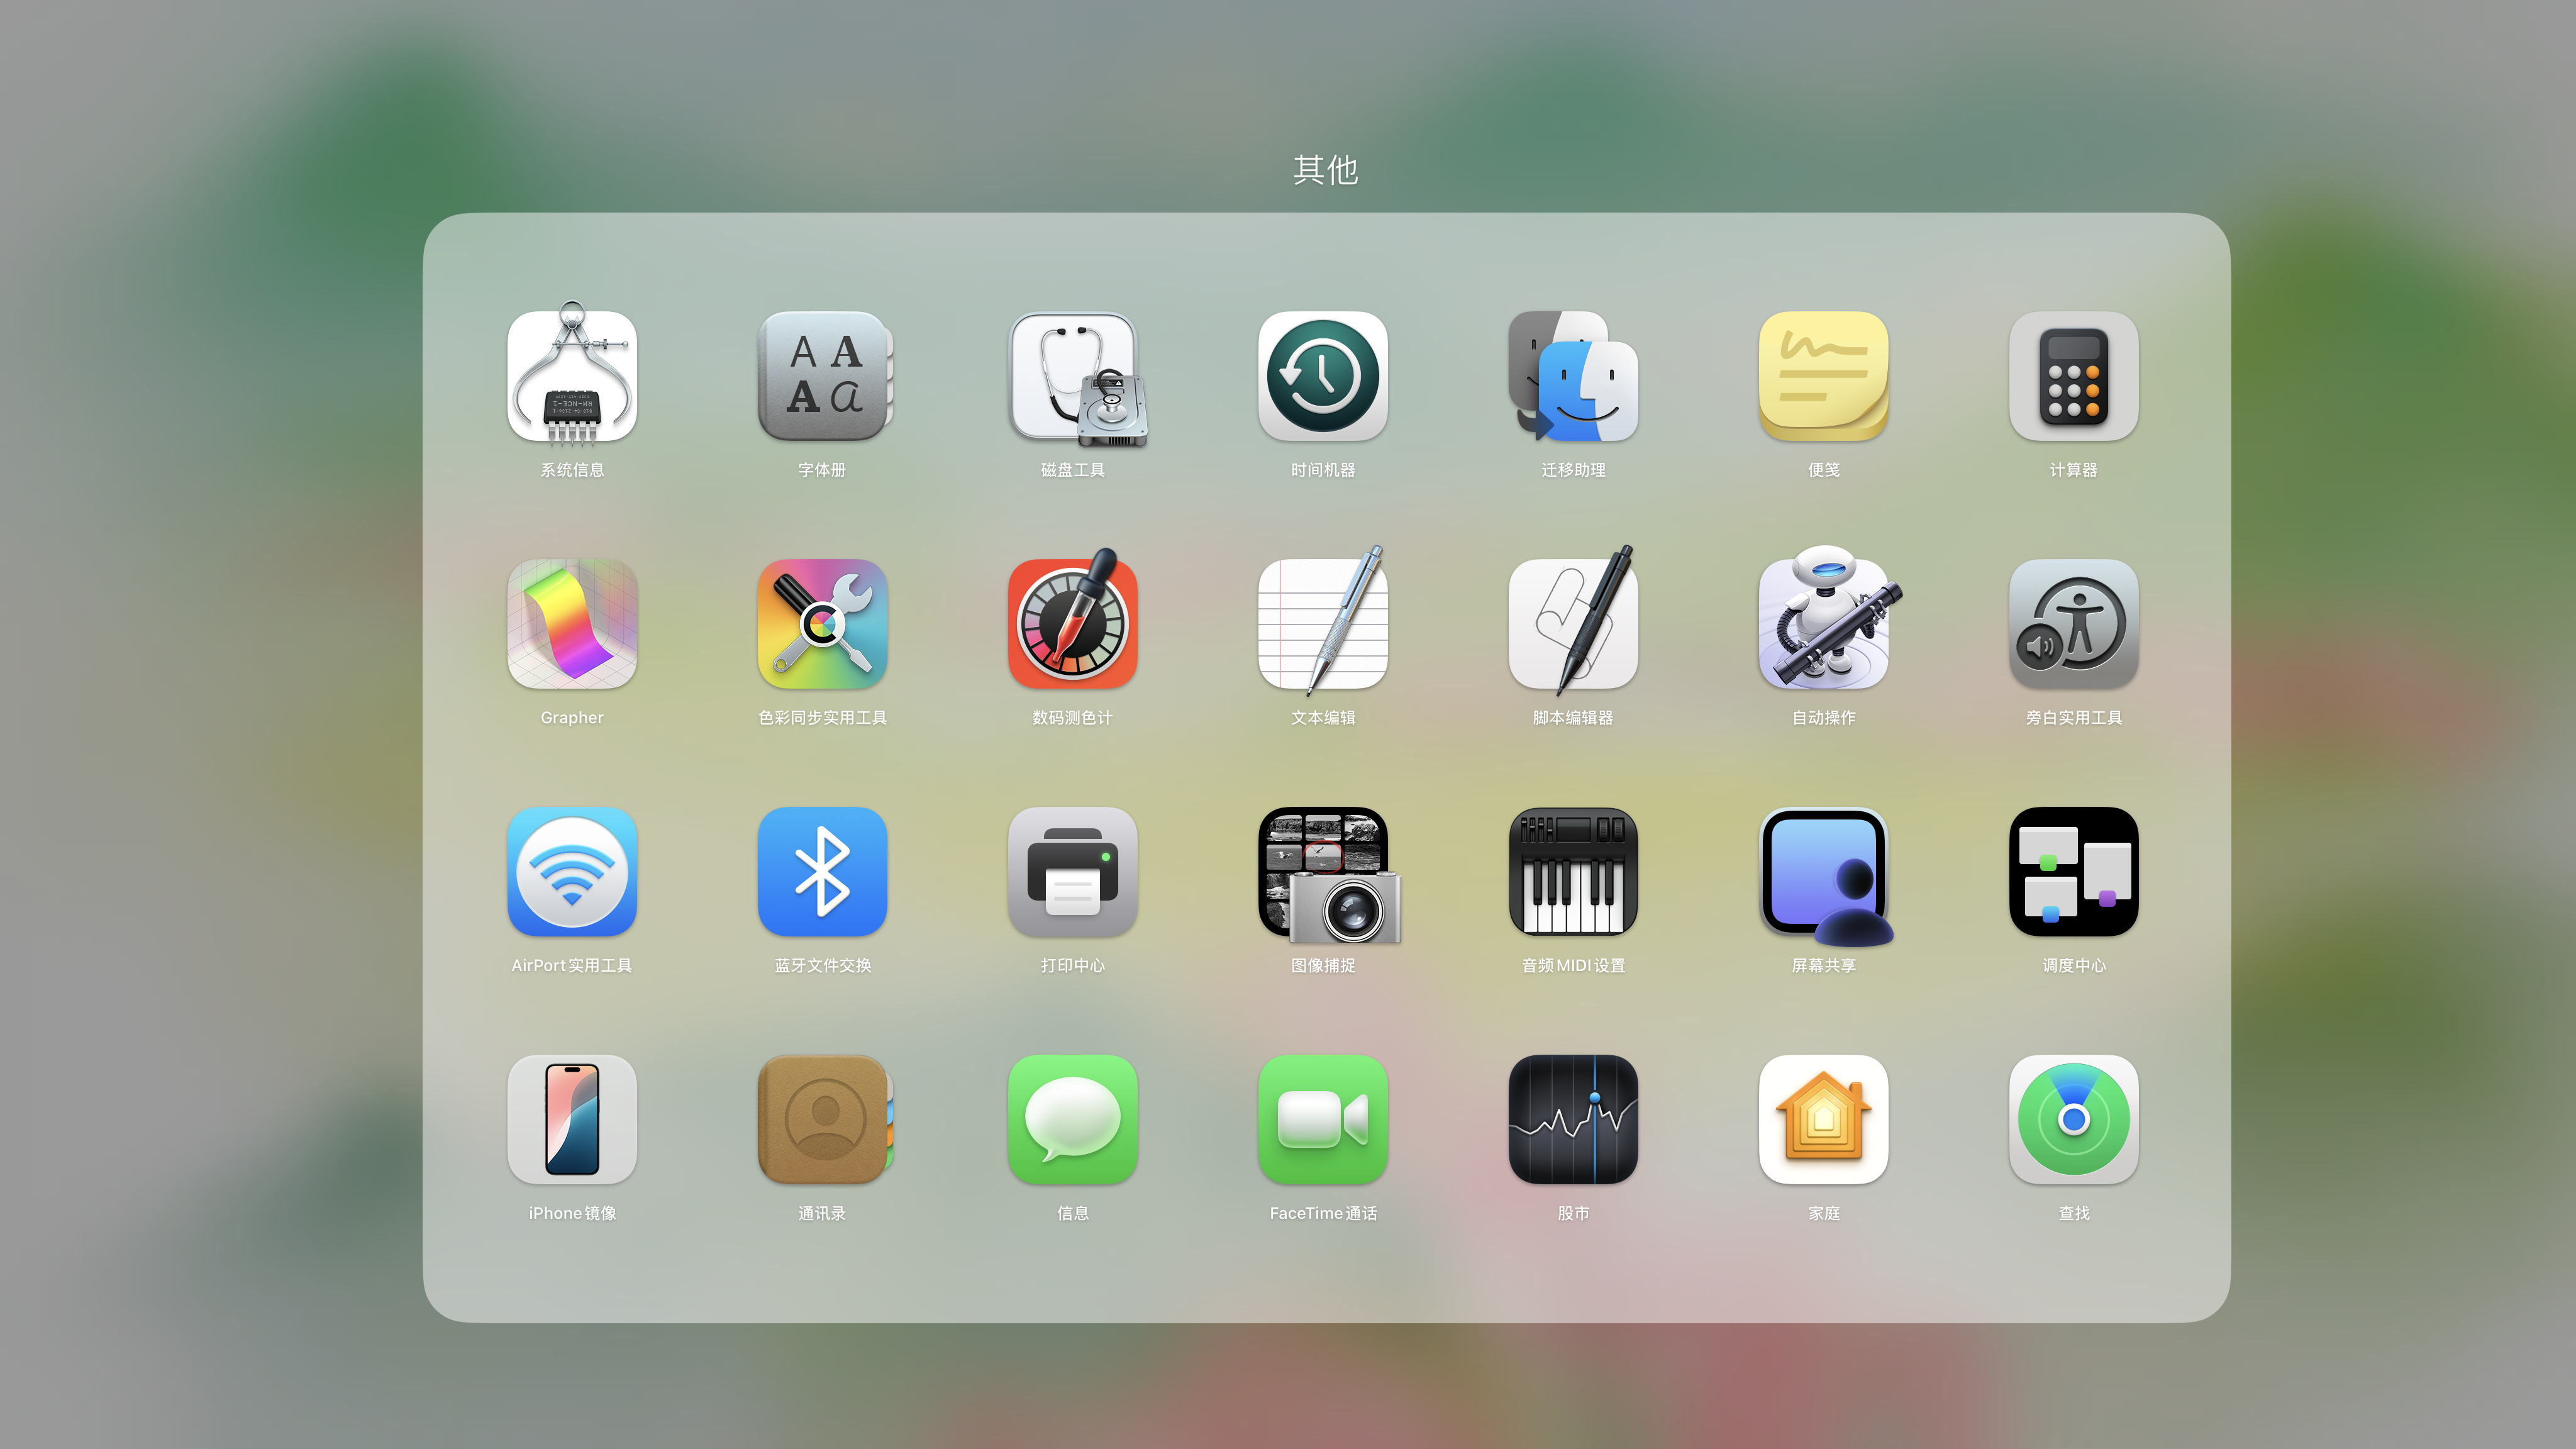 其他
系统信息
字体册
磁盘工具
时间机器
迁移助理
便笺
计算器
Grapher
色彩同步实用工具
数码测色计
文本编辑
脚本编辑器
自动操作
旁白实用工具
AirPort 实用工具
蓝牙文件交换
打印中心
图像捕捉
音频 MIDI 设置
屏幕共享
调度中心
iPhone 镜像
通讯录
信息
FaceTime 通话
股市
家庭
查找